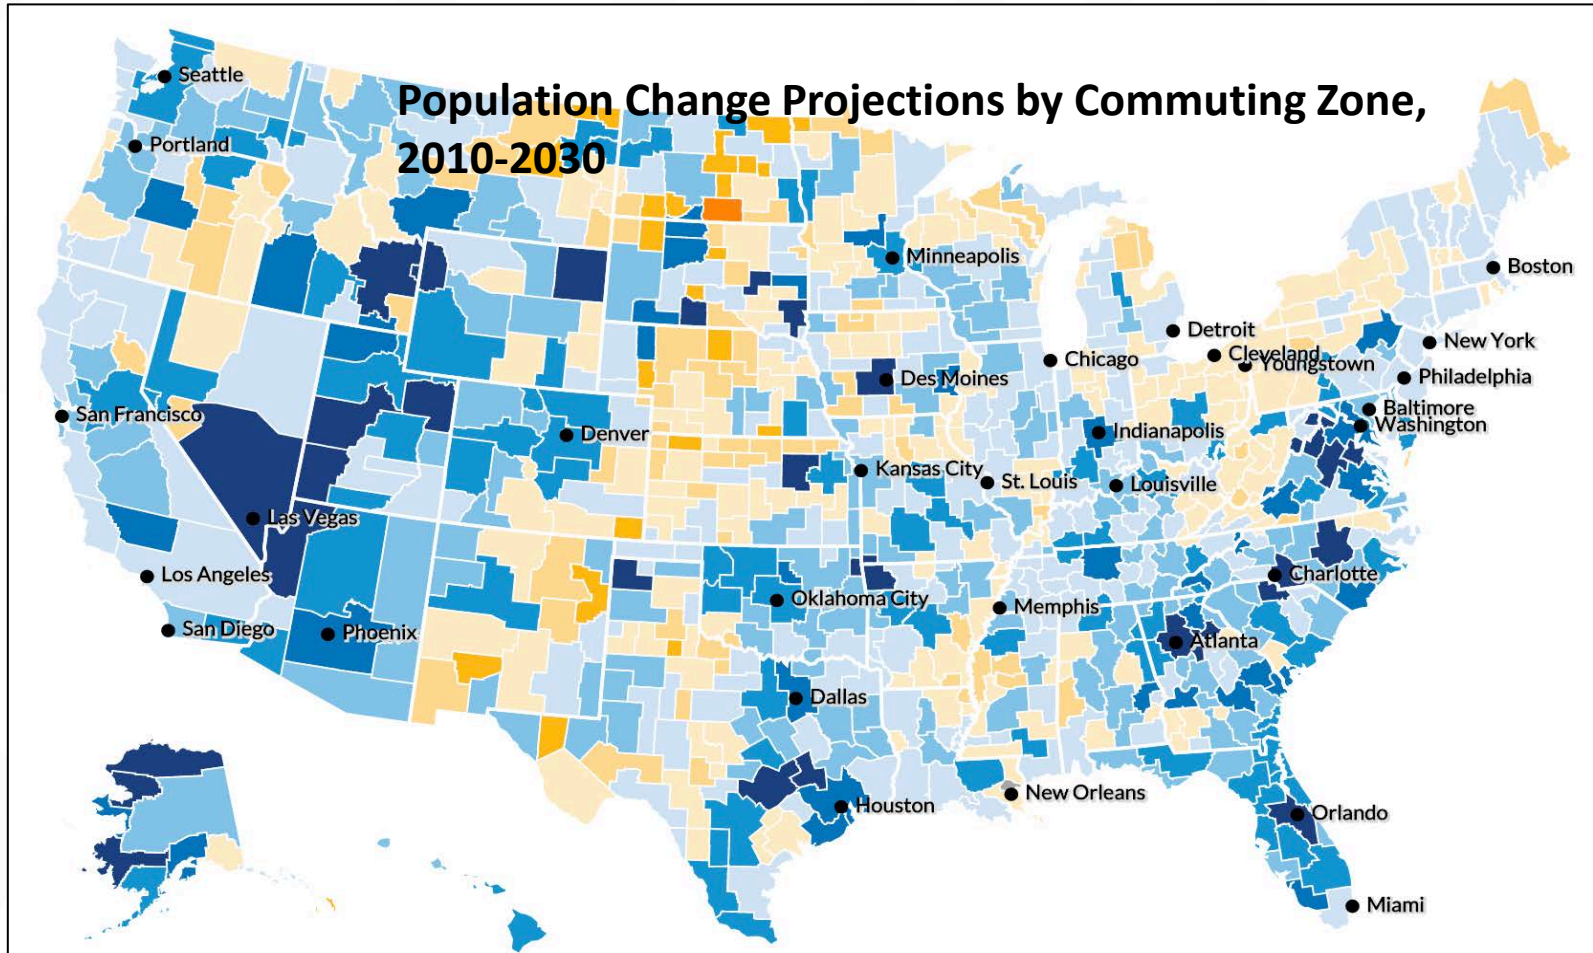 Population Change Projections by Commuting Zone,
2010-2030
Seattle
Portland
Minneapolis
Boston
Detroit
New York
Cleveland
Chicago
Youngstown
Des Moines
Philadelphia
Baltimore
San Francisco
Washington
Denver
Indianapolis
Kansas City
St. Louis
Louisville
Las Vegas
Los Angeles
Charlotte
Oklahoma City
Memphis
San Diego
Phoenix
Atlanta
Dallas
New Orleans
Houston
Orlando
Miami